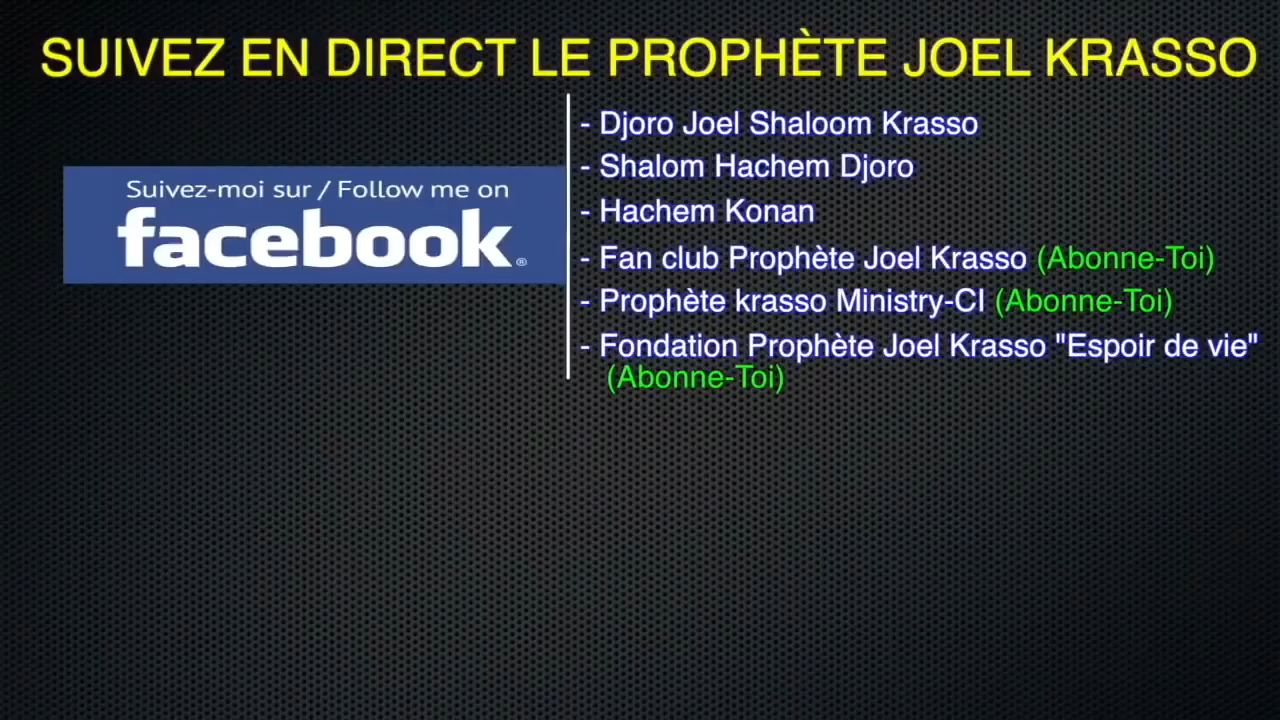 SUIVEZ EN DIRECT LE PROPHÈTE JOEL KRASSO
Suivez-moi sur / Follow me on
facebook®
- Djoro Joel Shaloom Krasso
- Shalom Hachem Djoro
- Hachem Konan
- Fan club Prophète Joel Krasso (Abonne-Toi)
- Prophète krasso Ministry-CI (Abonne-Toi)
- Fondation Prophète Joel Krasso "Espoir de vie"
(Abonne-Toi)